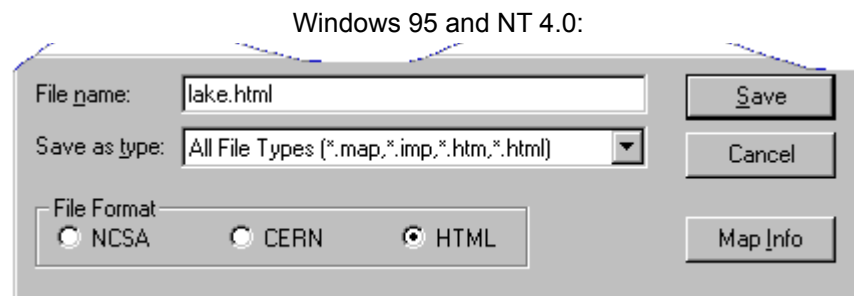 Windows 95 and NT 4.0:
File name: lake.html Save
Save as type: All File Types (*.map,*.imp,*.htm,*.html) Cancel
File Format
NCSA CERN HTML Map Info